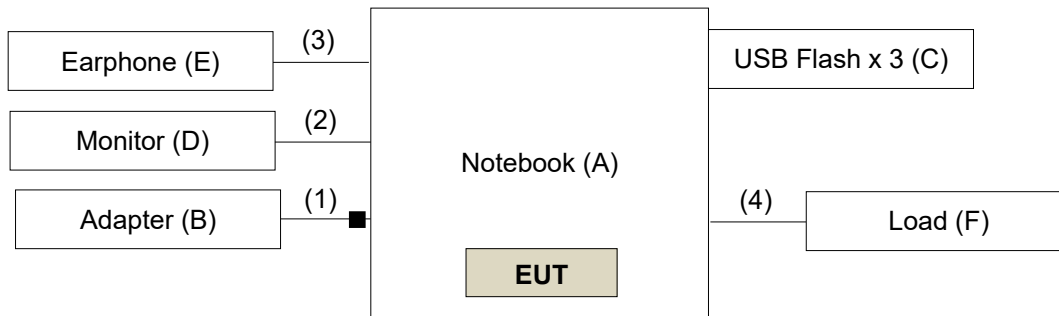 Earphone (E)
(3)
USB Flash x 3 (C)
Monitor (D)
(2)
Notebook (A)
Adapter (B)
(1)
(4)
Load (F)
EUT